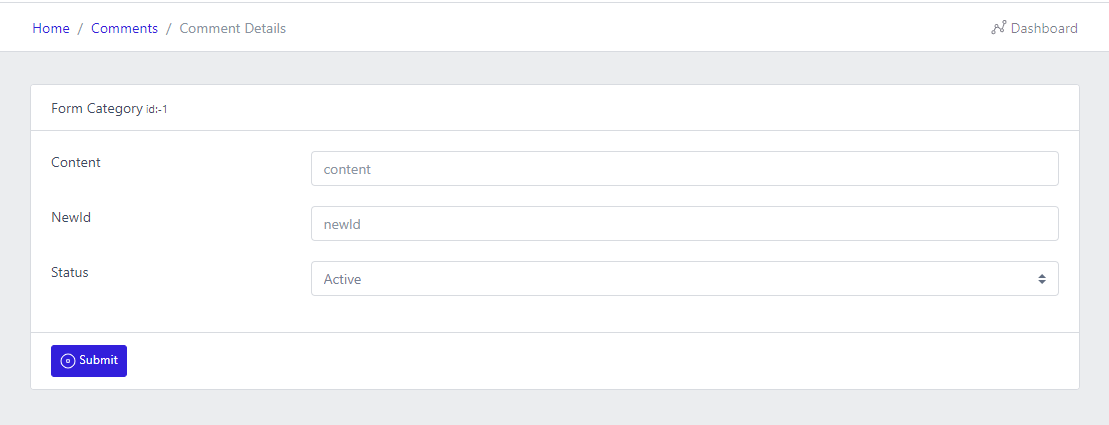 Home / Comments / Comment Details
Dashboard
Form Category id:-1
Content
content
NewId
newId
Status
Active
Submit